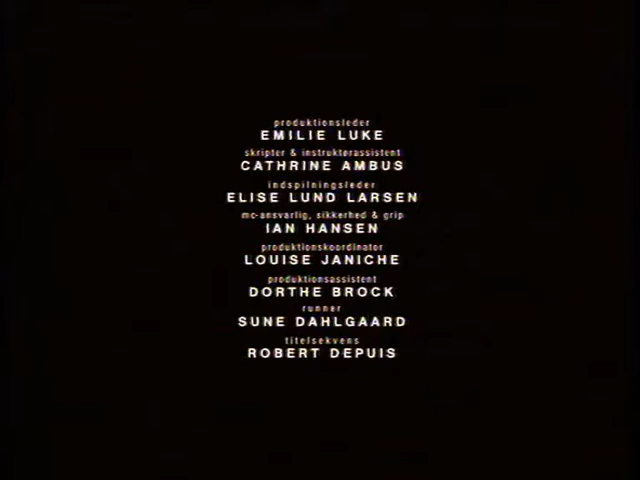 produktionsleder
EMILIE LUKE
skripter & instruktørassistent
CATHRINE AMBUS
indspilningsleder
ELISE LUND LARSEN
mc-ansvarlig, sikkerhed & grip
IAN HANSEN
produktionskoordinator
LOUISE JANICHE
produktionsassistent
DORTHE BROCK
runner
SUNE DAHLGAARD
titelsekvens
ROBERT DEPUIS